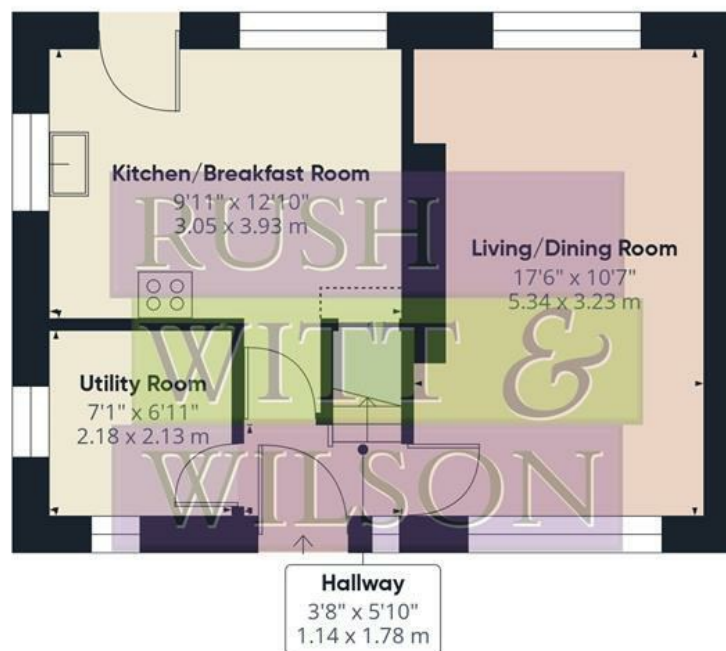 Kitchen/Breakfast Room
9'11" x 12'10"
3.05 x 3.93 m
RUSH
Living/Dining Room
17'6" x 10'7"
5.34 x 3.23 m
WITT &
Utility Room
7'1" x 6'11"
2.18 x 2.13 m
WILSON
Hallway
3'8" x 5'10"
1.14 x 1.78 m